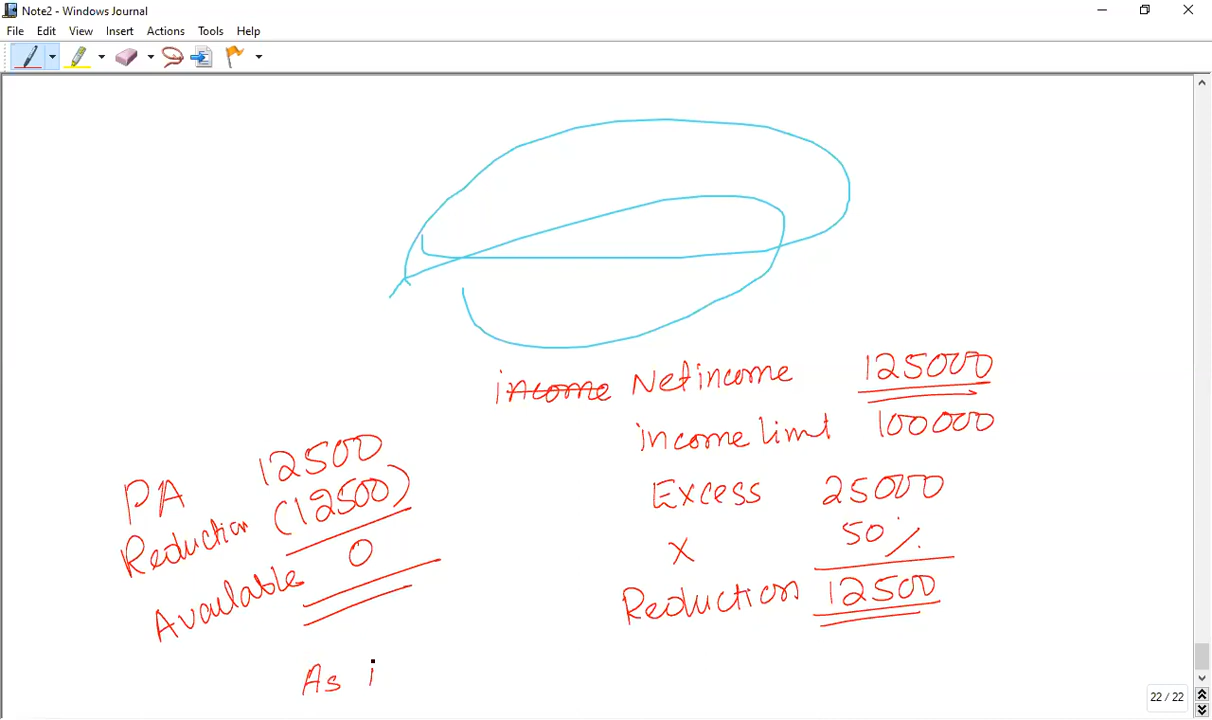 Note2 - Windows Journal
File Edit View Insert Actions Tools Help
income Net income 125000
income limit 100000
Excess 25000
X 50%
Reduction 12500
PA 12500
Reduction (12500)
Available 0
As i
22 / 22